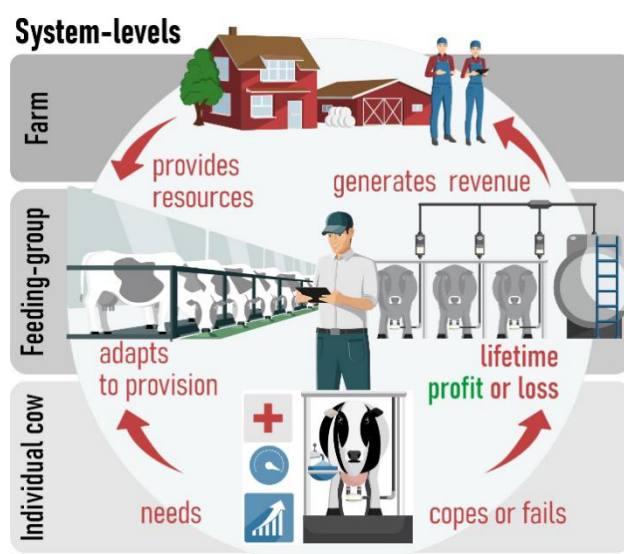 System-levels
Farm
provides
resources
generates revenue
Feeding-group
adapts
to provision
lifetime
profit or loss
Individual cow
needs
copes or fails